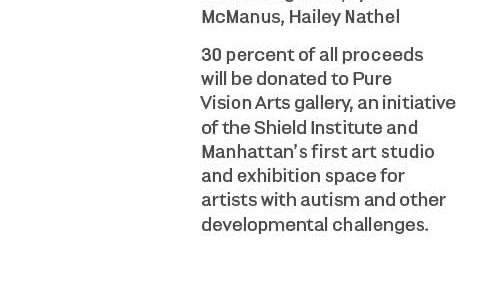 McManus, Hailey Nathel
30 percent of all proceeds
will be donated to Pure
Vision Arts gallery, an initiative
of the Shield Institute and
Manhattan's first art studio
and exhibition space for
artists with autism and other
developmental challenges.